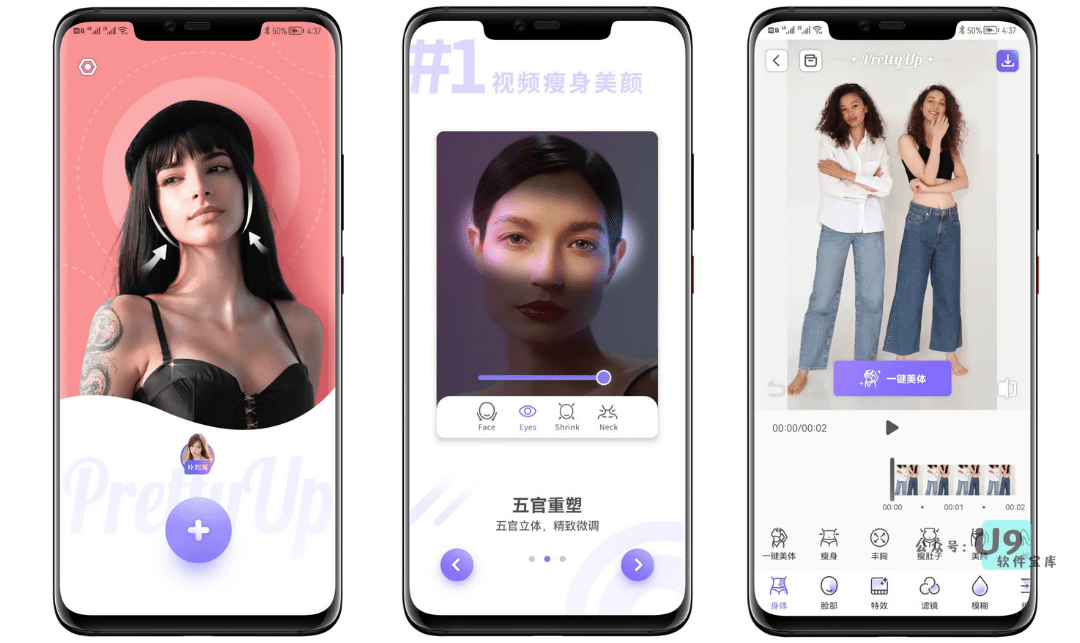 50% 4:37
PrettyUp
补刘海
#1 视频瘦身美颜
Face Eyes Shrink Neck
五官重塑
五官立体，精致微调
50% 4:37
PrettyUp
一键美体
00:00/00:02
00:00 00:01 00:02
一键美体 瘦身 丰胸 瘦肚子
公众号：U9
软件宝库
身体 脸部 特效 滤镜 模糊